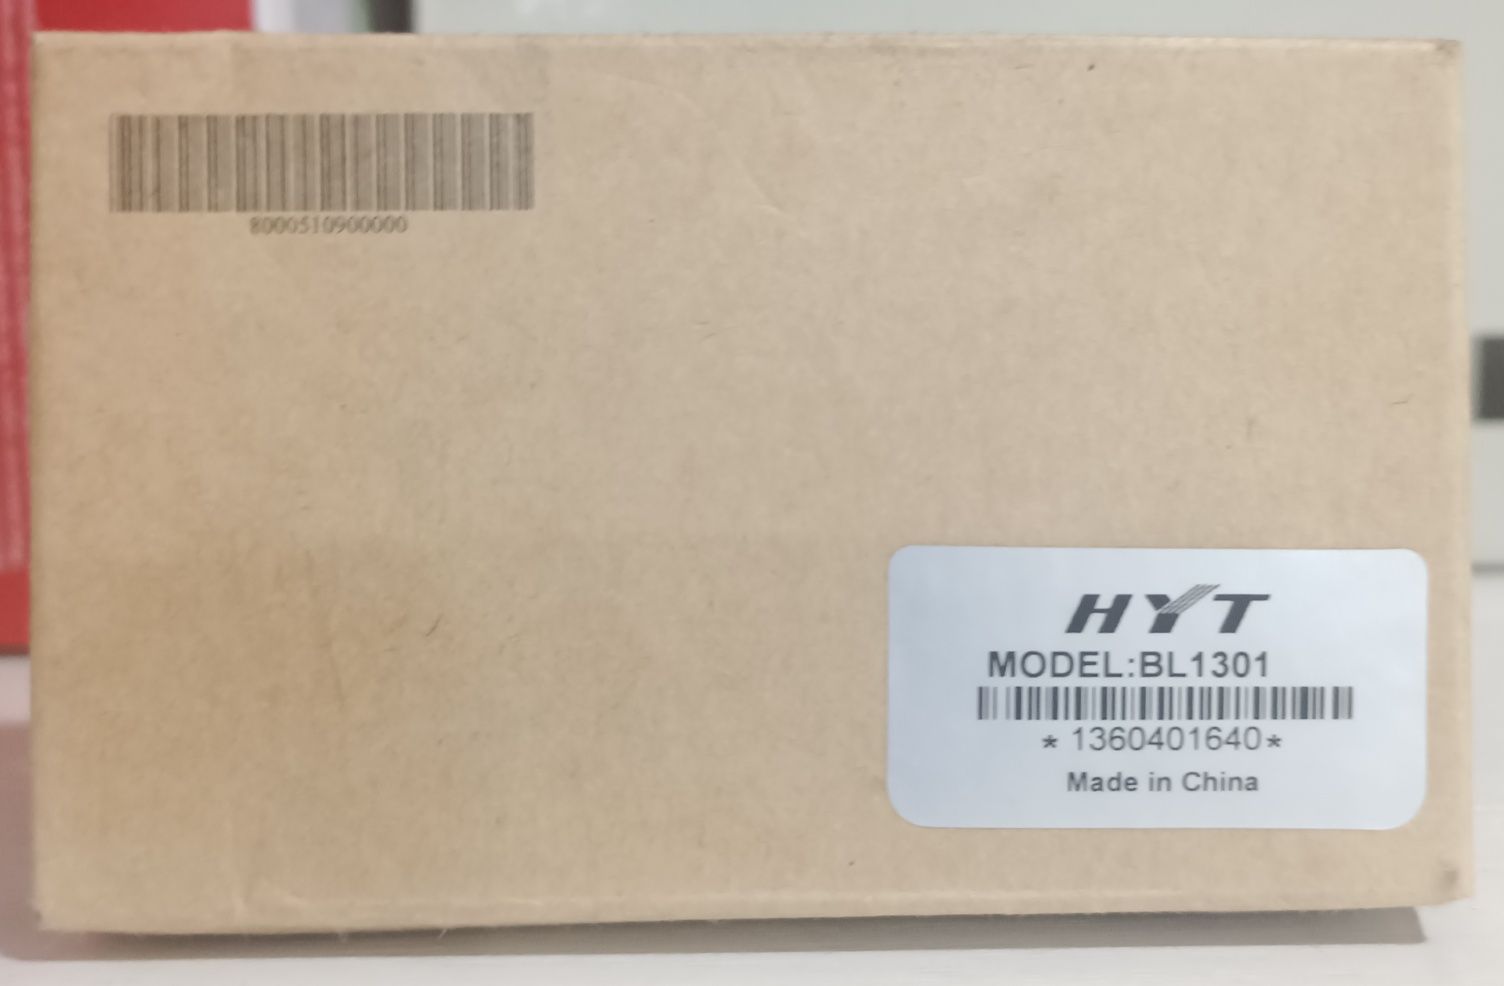 8000510900000
HYT
MODEL:BL1301
*1360401640*
Made in China